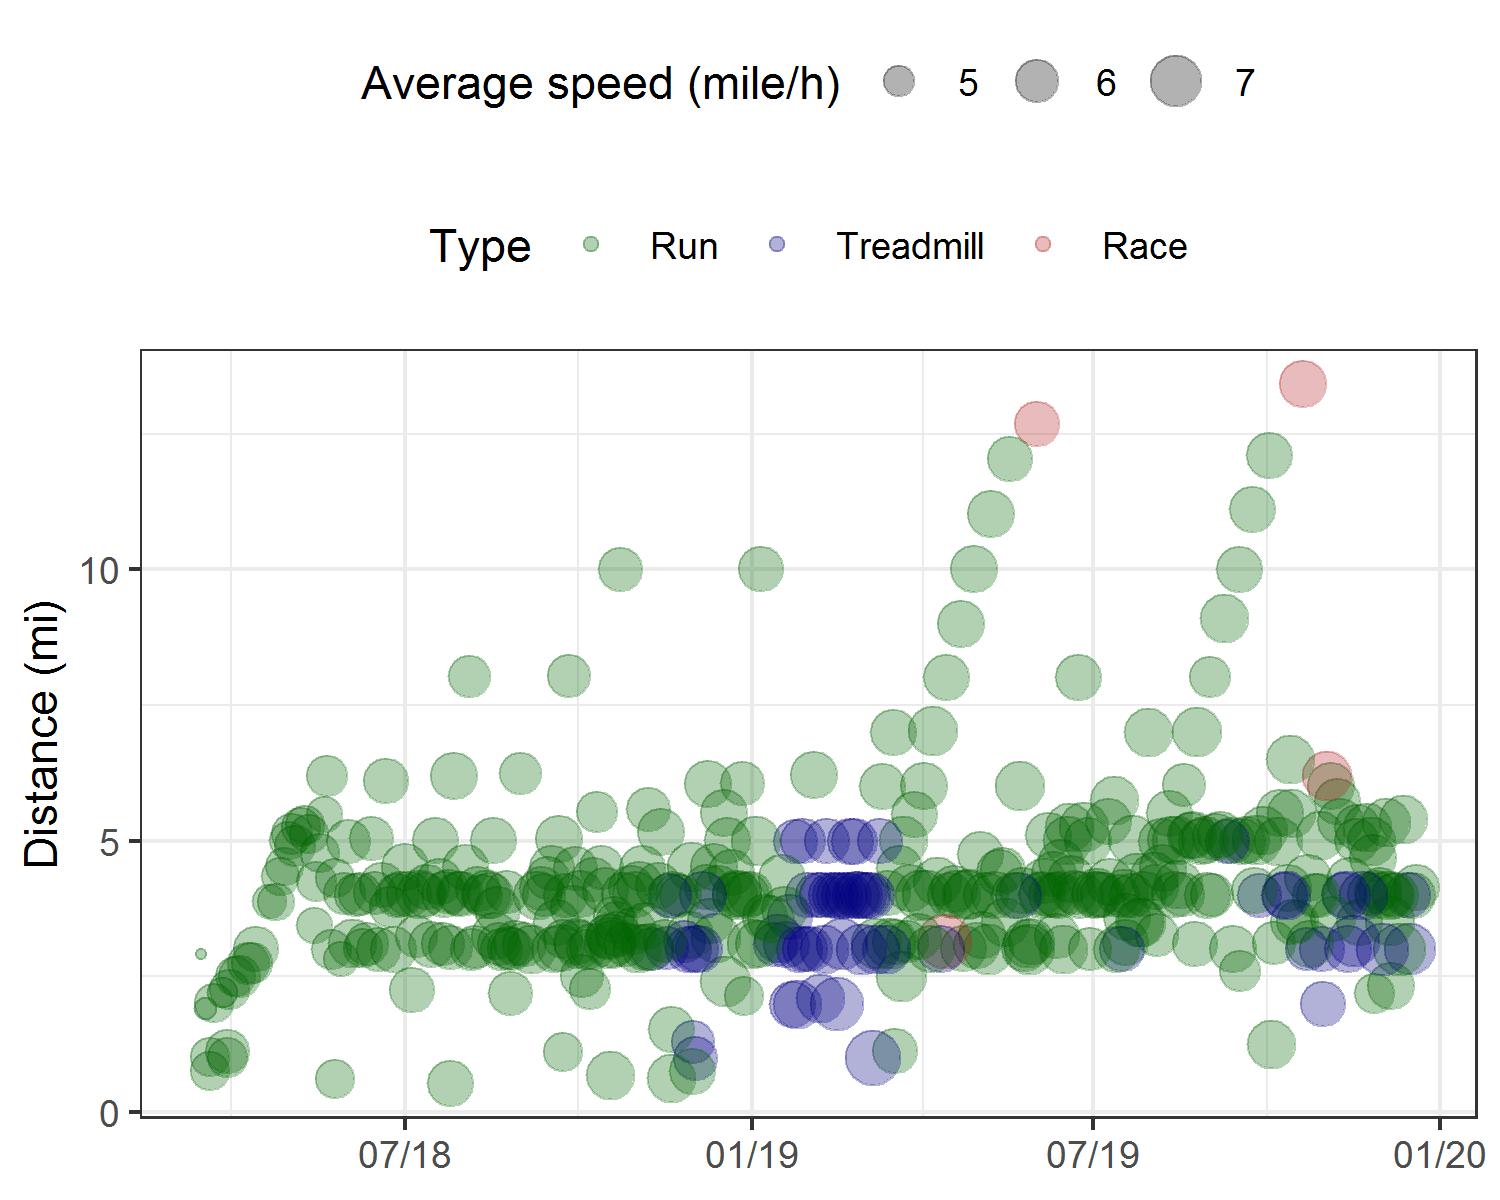 Average speed (mile/h) 5 6 7
Type Run Treadmill Race
Distance (mi)
10
5
0
07/18 01/19 07/19 01/20